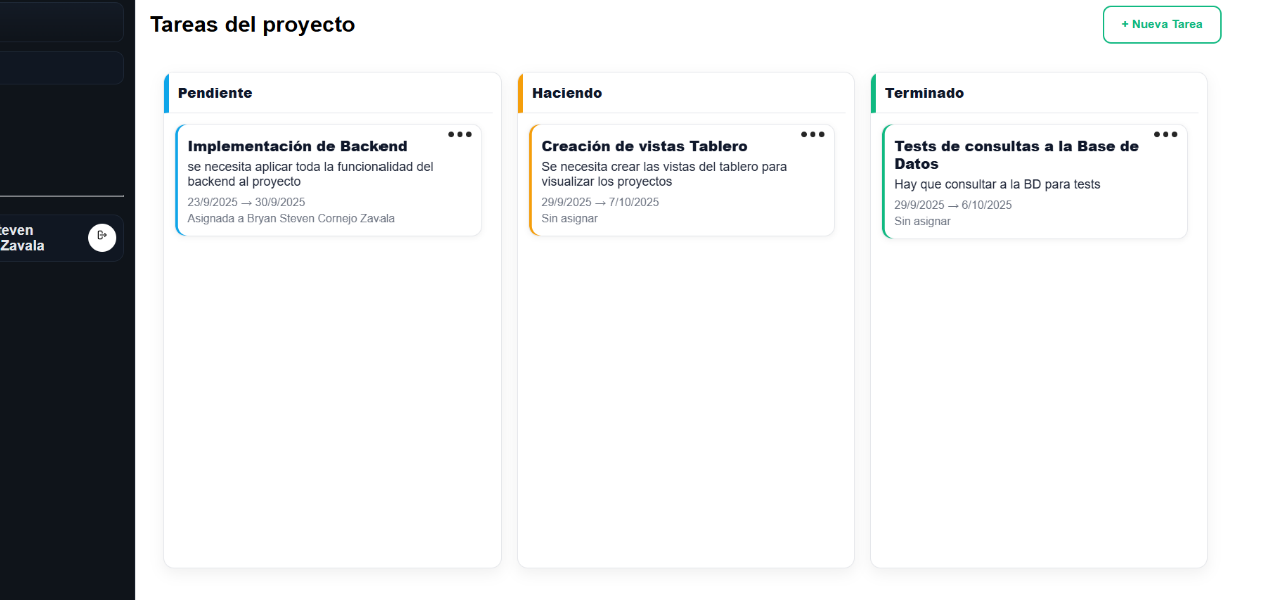 Tareas del proyecto
+ Nueva Tarea
Pendiente
Implementación de Backend
se necesita aplicar toda la funcionalidad del
backend al proyecto
23/9/2025 → 30/9/2025
Asignada a Bryan Steven Cornejo Zavala
Haciendo
Creación de vistas Tablero
Se necesita crear las vistas del tablero para
visualizar los proyectos
29/9/2025 → 7/10/2025
Sin asignar
Terminado
Tests de consultas a la Base de
Datos
Hay que consultar a la BD para tests
29/9/2025 → 6/10/2025
Sin asignar
teven
Zavala